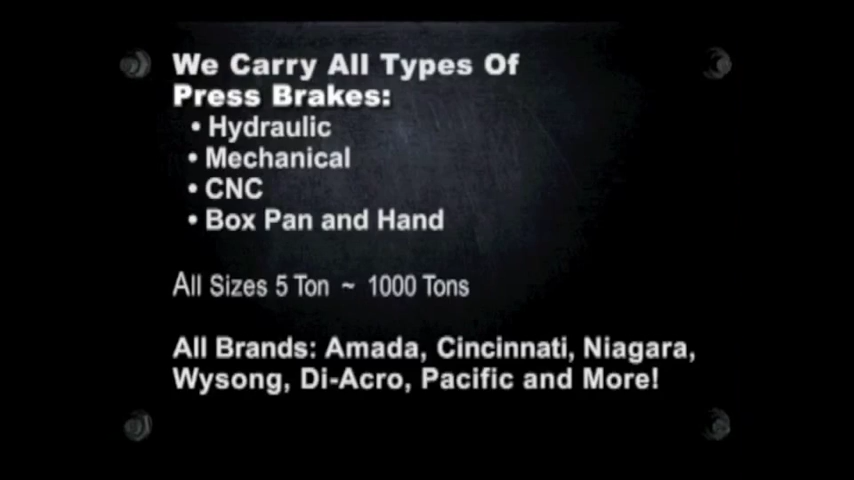 We Carry All Types Of
Press Brakes:
• Hydraulic
• Mechanical
• CNC
• Box Pan and Hand
All Sizes 5 Ton ~ 1000 Tons
All Brands: Amada, Cincinnati, Niagara,
Wysong, Di-Acro, Pacific and More!